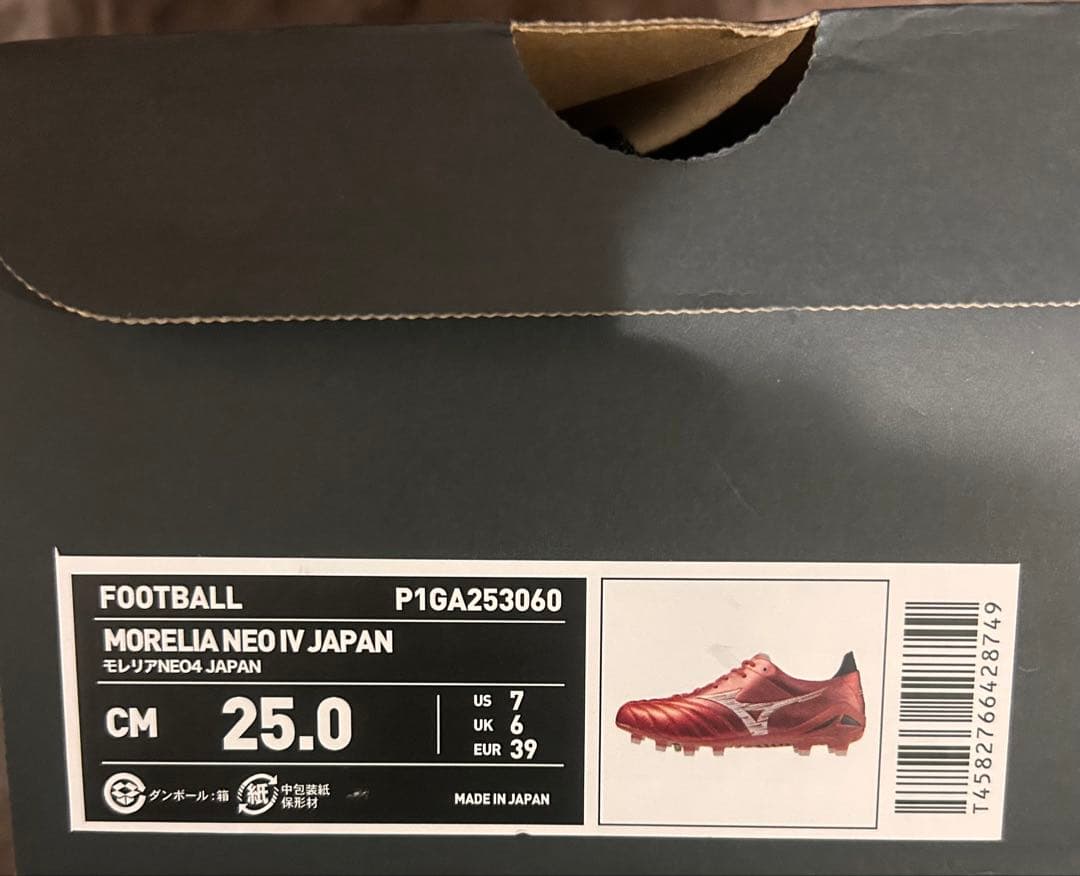 FOOTBALL P1GA253060
MORELIA NEO IV JAPAN
モレリアNEO4 JAPAN
CM 25.0
US 7
UK 6
EUR 39
ダンボール:箱
紙 中包装紙
保形材
MADE IN JAPAN
T4582766428749